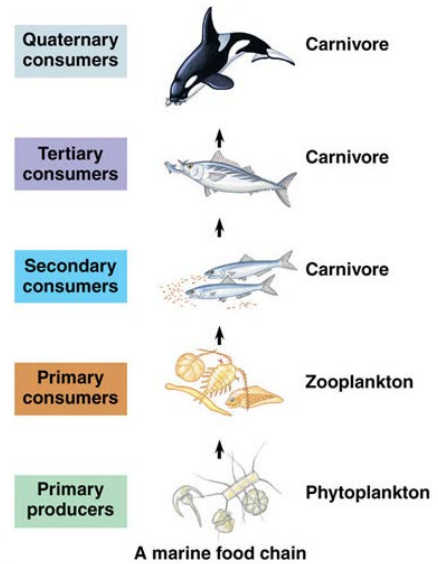 Quaternary
consumers
Carnivore
Tertiary
consumers
Carnivore
Secondary
consumers
Carnivore
Primary
consumers
Zooplankton
Primary
producers
Phytoplankton
A marine food chain